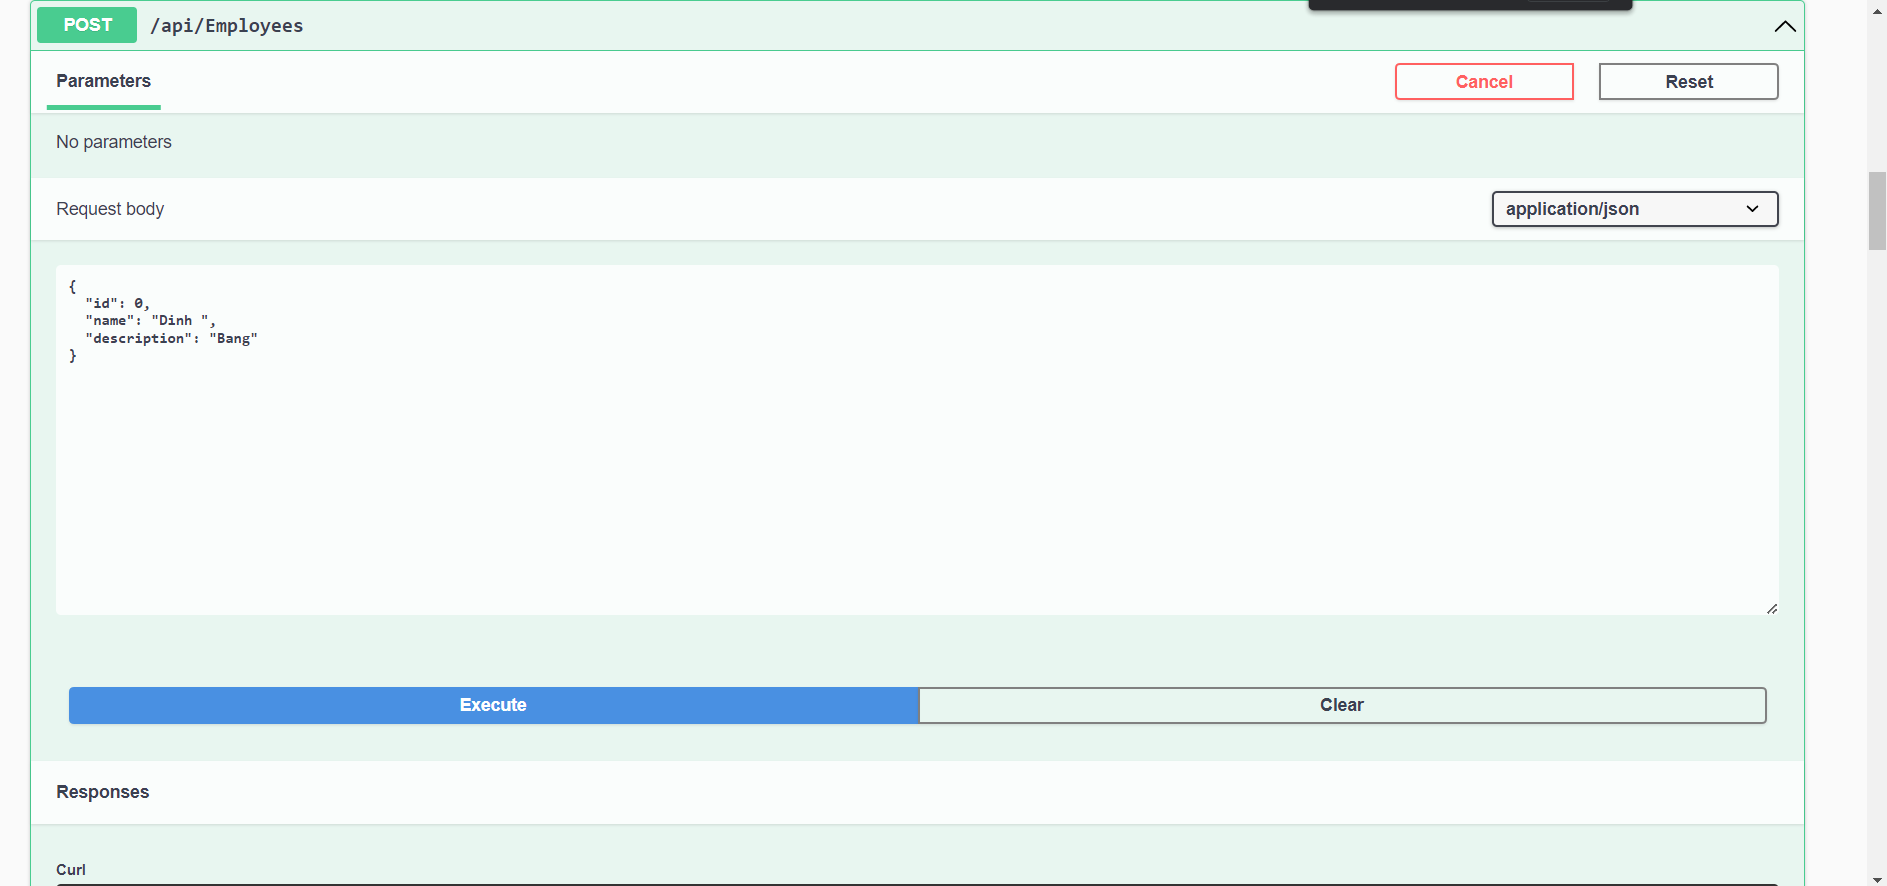 POST /api/Employees
Parameters
Cancel
Reset
No parameters
Request body
application/json
{
  "id": 0,
  "name": "Dinh ",
  "description": "Bang"
}
Execute
Clear
Responses
Curl